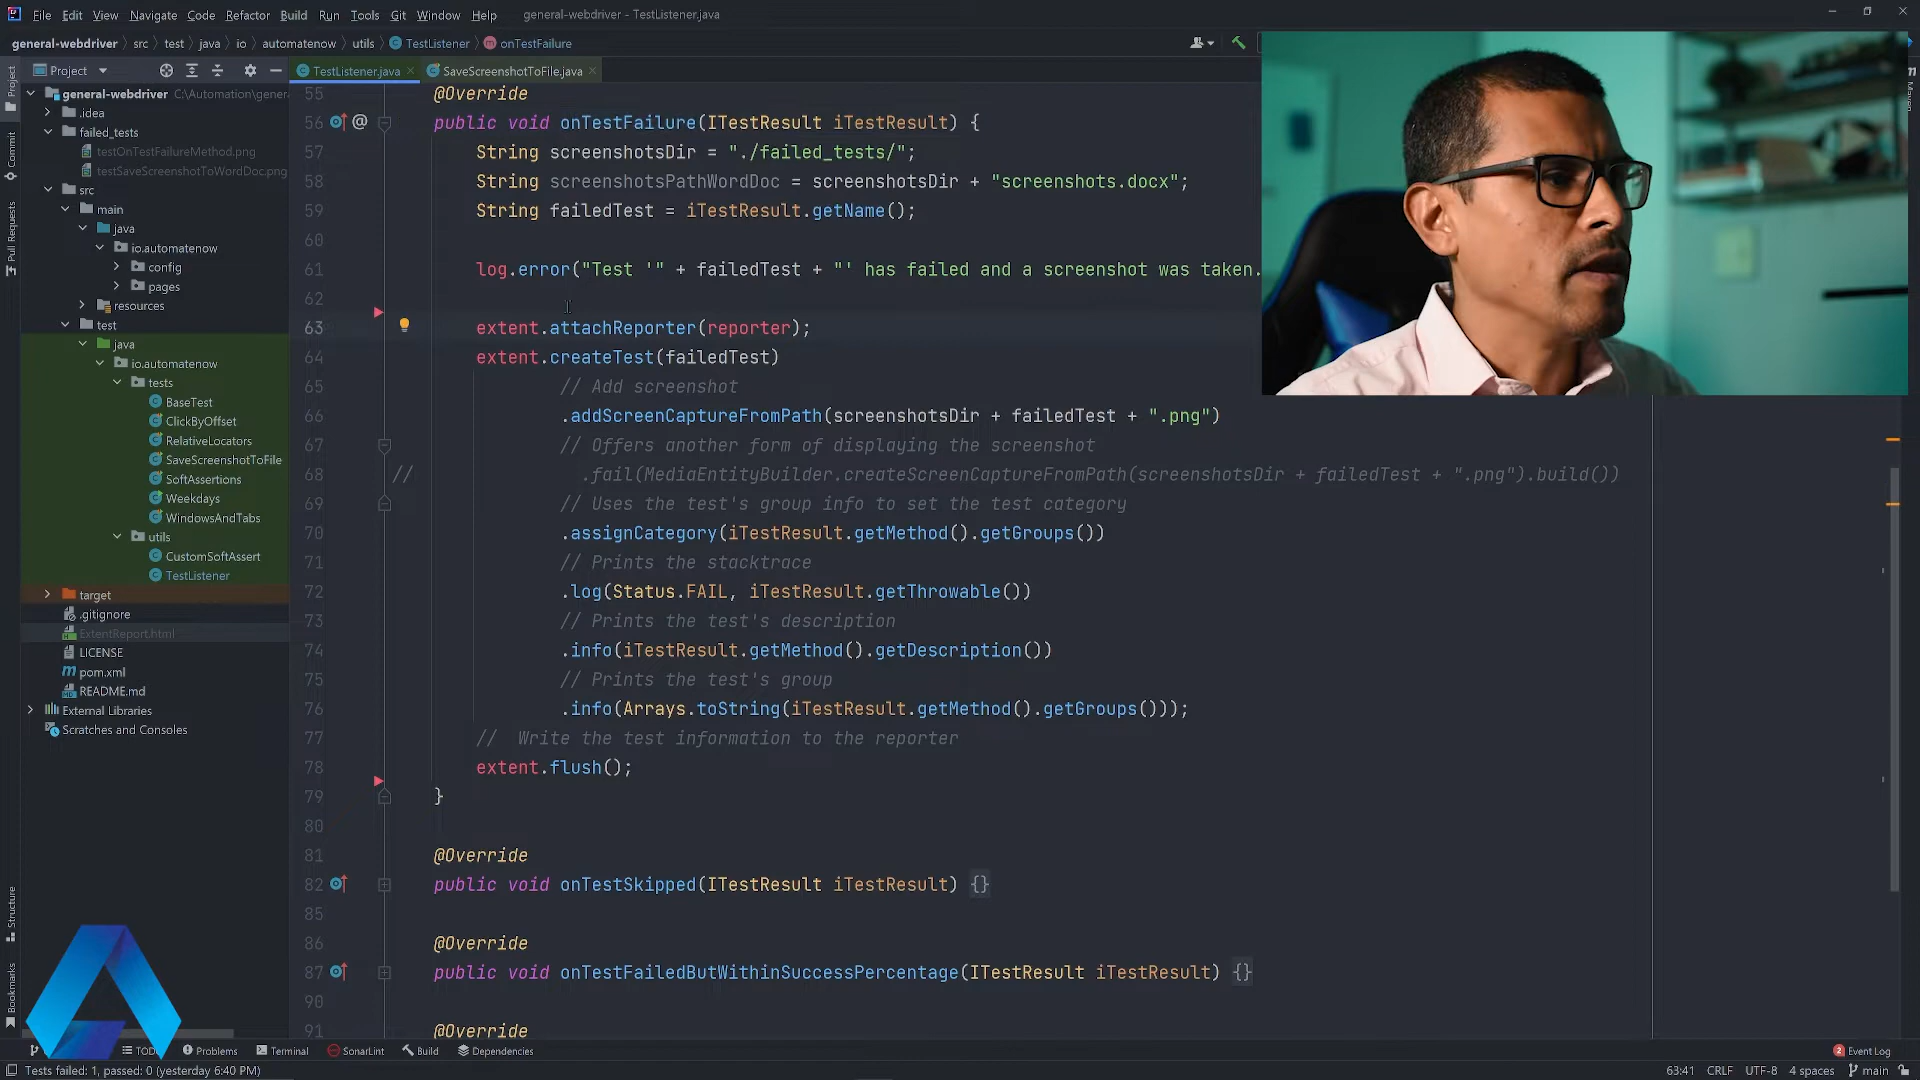 File Edit View Navigate Code Refactor Build Run Tools Git Window Help general-webdriver - TestListener.java
general-webdriver src test java io automatenow utils TestListener onTestFailure
Project TestListener.java SaveScreenshotToFile.java
Project
Commit
Pull Requests
Structure
Bookmarks
general-webdriver C:\Automation\gener
.idea
failed_tests
testOnTestFailureMethod.png
testSaveScreenshotToWordDoc.png
src
main
java
io.automatenow
config
pages
resources
test
java
io.automatenow
tests
BaseTest
ClickByOffset
RelativeLocators
SaveScreenshotToFile
SoftAssertions
Weekdays
WindowsAndTabs
utils
CustomSoftAssert
TestListener
target
.gitignore
ExtentReport.html
LICENSE
pom.xml
README.md
External Libraries
Scratches and Consoles
55 @Override
56 @ public void onTestFailure(ITestResult iTestResult) {
57 String screenshotsDir = "./failed_tests/";
58 String screenshotsPathWordDoc = screenshotsDir + "screenshots.docx";
59 String failedTest = iTestResult.getName();
60
61 log.error("Test '" + failedTest + "' has failed and a screenshot was taken.
62
63 extent.attachReporter(reporter);
64 extent.createTest(failedTest)
65 // Add screenshot
66 .addScreenCaptureFromPath(screenshotsDir + failedTest + ".png")
67 // Offers another form of displaying the screenshot
68 // .fail(MediaEntityBuilder.createScreenCaptureFromPath(screenshotsDir + failedTest + ".png").build())
69 // Uses the test's group info to set the test category
70 .assignCategory(iTestResult.getMethod().getGroups())
71 // Prints the stacktrace
72 .log(Status.FAIL, iTestResult.getThrowable())
73 // Prints the test's description
74 .info(iTestResult.getMethod().getDescription())
75 // Prints the test's group
76 .info(Arrays.toString(iTestResult.getMethod().getGroups()));
77 // Write the test information to the reporter
78 extent.flush();
79 }
80
81 @Override
82 public void onTestSkipped(ITestResult iTestResult) {}
85
86 @Override
87 public void onTestFailedButWithinSuccessPercentage(ITestResult iTestResult) {}
90
91 @Override
TODO Problems Terminal SonarLint Build Dependencies 2 Event Log
Tests failed: 1, passed: 0 (yesterday 6:40 PM) 63:41 CRLF UTF-8 4 spaces main